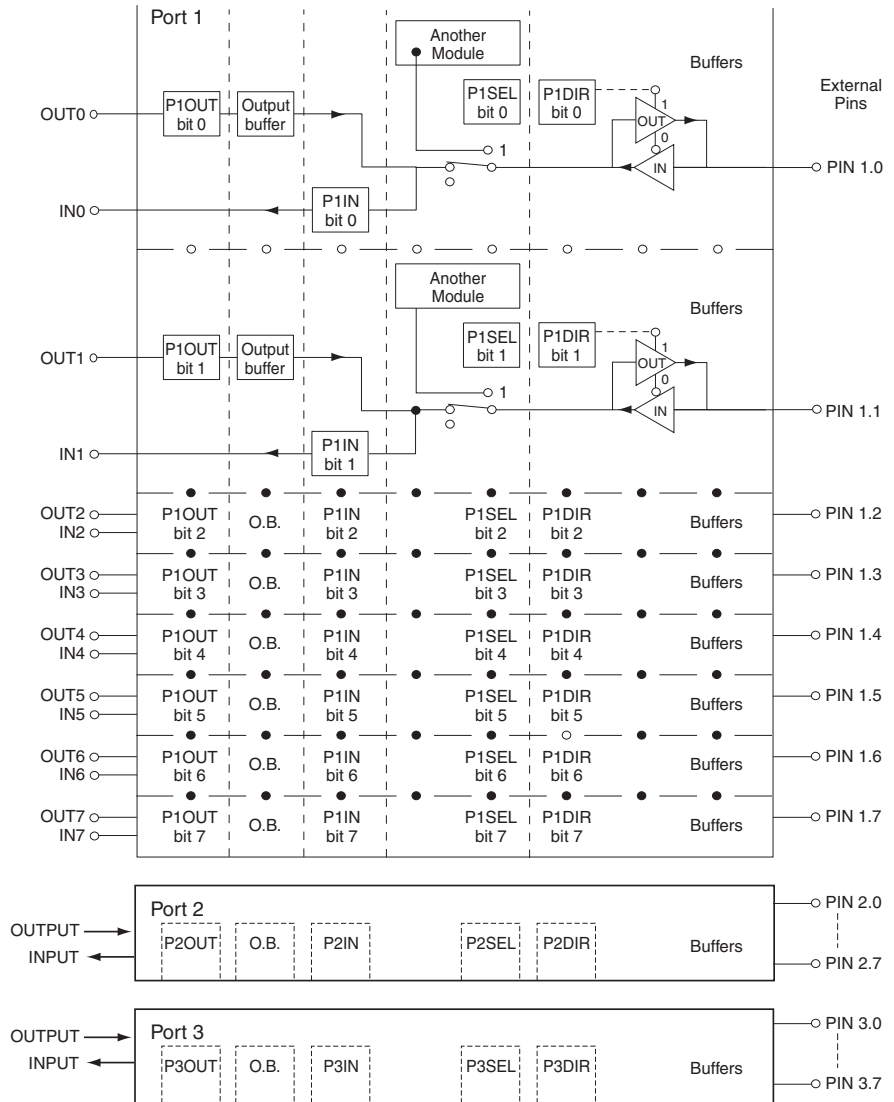 Port 1
Another
Module
Buffers
External
Pins
OUT0
P1OUT
bit 0
Output
buffer
P1SEL
bit 0
P1DIR
bit 0
1
OUT
0
IN
1
PIN 1.0
IN0
P1IN
bit 0
Another
Module
Buffers
OUT1
P1OUT
bit 1
Output
buffer
P1SEL
bit 1
P1DIR
bit 1
1
OUT
0
IN
1
PIN 1.1
IN1
P1IN
bit 1
OUT2
IN2
P1OUT
bit 2
O.B.
P1IN
bit 2
P1SEL
bit 2
P1DIR
bit 2
Buffers
PIN 1.2
OUT3
IN3
P1OUT
bit 3
O.B.
P1IN
bit 3
P1SEL
bit 3
P1DIR
bit 3
Buffers
PIN 1.3
OUT4
IN4
P1OUT
bit 4
O.B.
P1IN
bit 4
P1SEL
bit 4
P1DIR
bit 4
Buffers
PIN 1.4
OUT5
IN5
P1OUT
bit 5
O.B.
P1IN
bit 5
P1SEL
bit 5
P1DIR
bit 5
Buffers
PIN 1.5
OUT6
IN6
P1OUT
bit 6
O.B.
P1IN
bit 6
P1SEL
bit 6
P1DIR
bit 6
Buffers
PIN 1.6
OUT7
IN7
P1OUT
bit 7
O.B.
P1IN
bit 7
P1SEL
bit 7
P1DIR
bit 7
Buffers
PIN 1.7
Port 2
OUTPUT
INPUT
P2OUT
O.B.
P2IN
P2SEL
P2DIR
Buffers
PIN 2.0
PIN 2.7
Port 3
OUTPUT
INPUT
P3OUT
O.B.
P3IN
P3SEL
P3DIR
Buffers
PIN 3.0
PIN 3.7